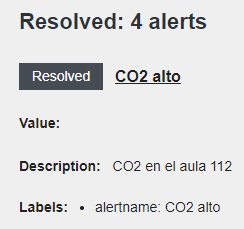 Resolved: 4 alerts
Resolved CO2 alto
Value:
Description: CO2 en el aula 112
Labels: • alertname: CO2 alto